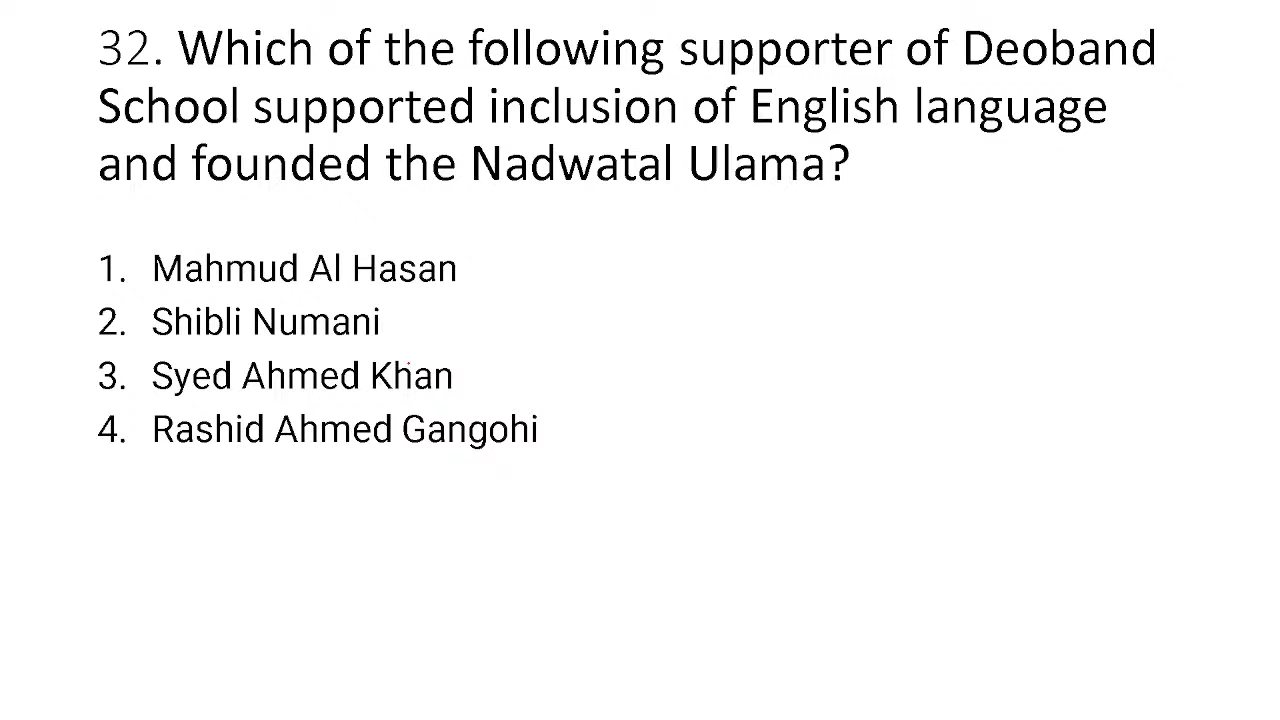 32. Which of the following supporter of Deoband
School supported inclusion of English language
and founded the Nadwatal Ulama?
1. Mahmud Al Hasan
2. Shibli Numani
3. Syed Ahmed Khan
4. Rashid Ahmed Gangohi